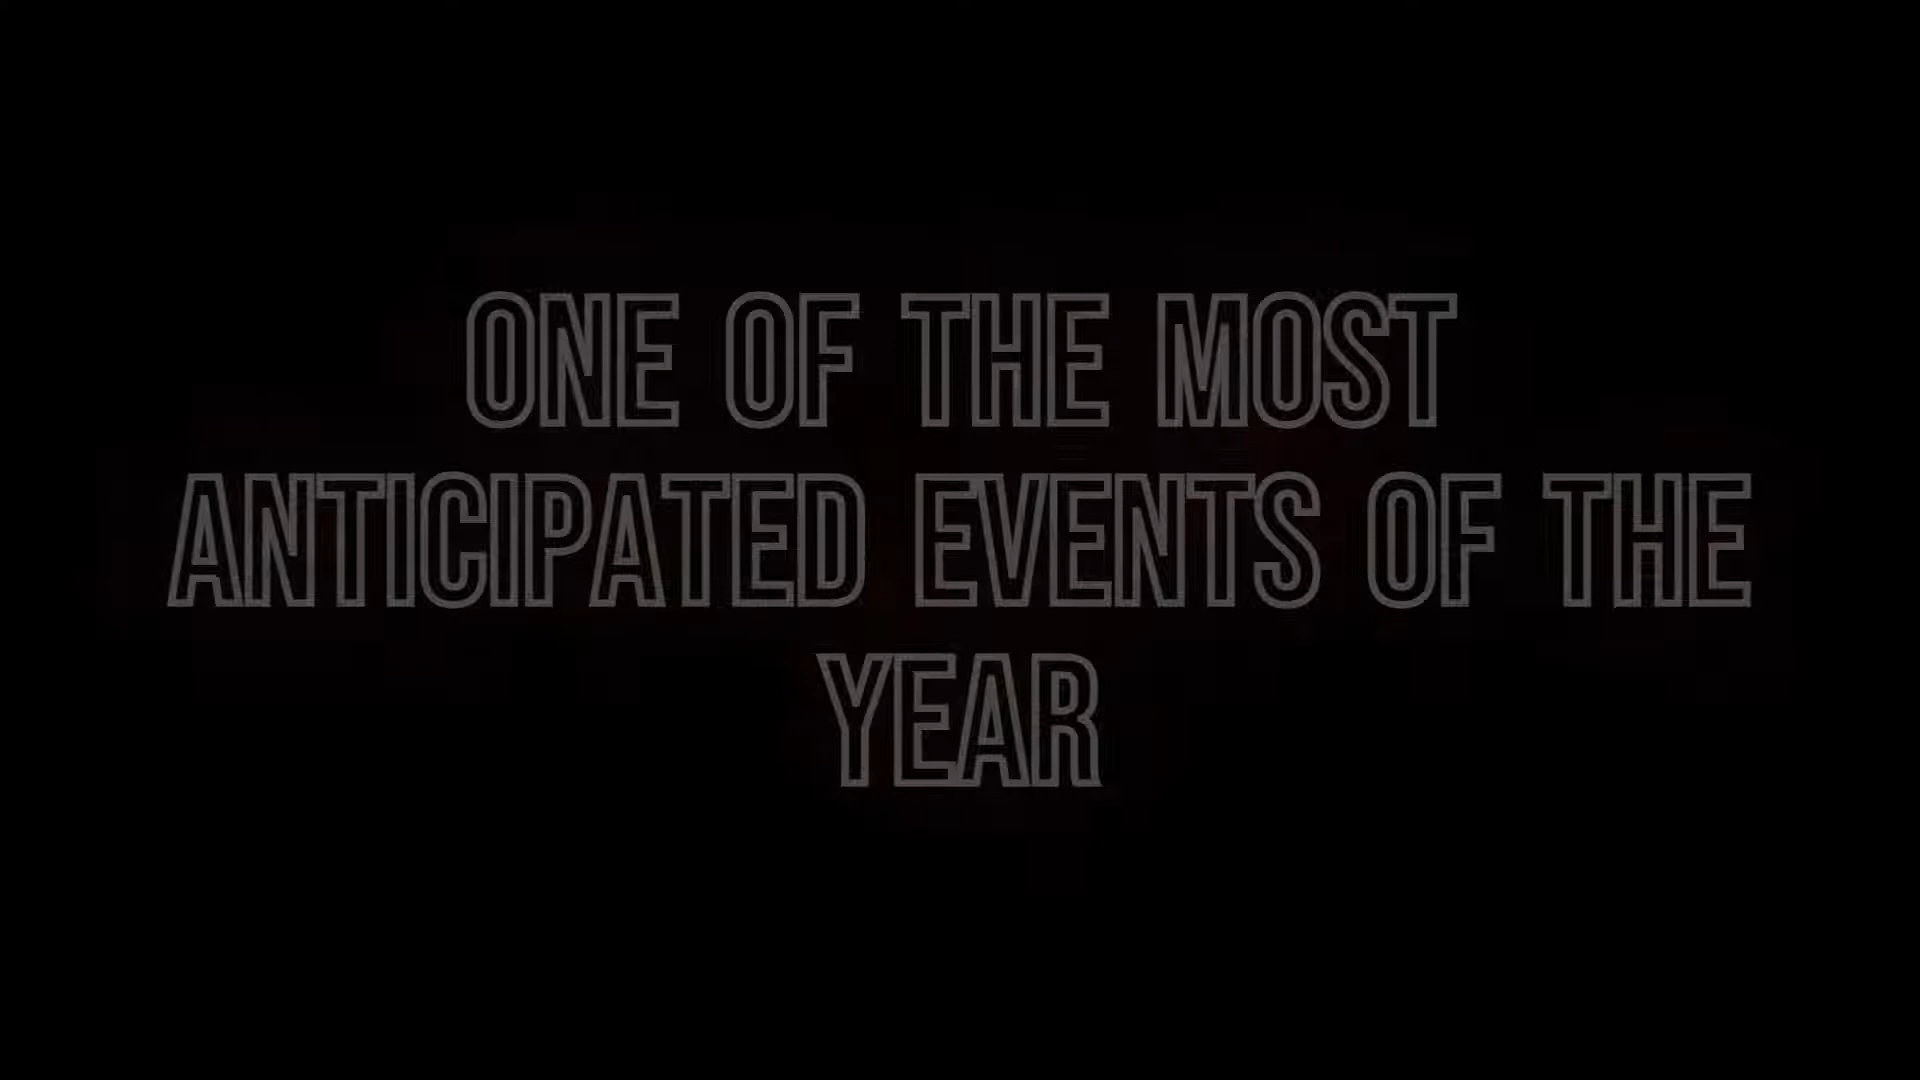 ONE OF THE MOST
ANTICIPATED EVENTS OF THE
YEAR